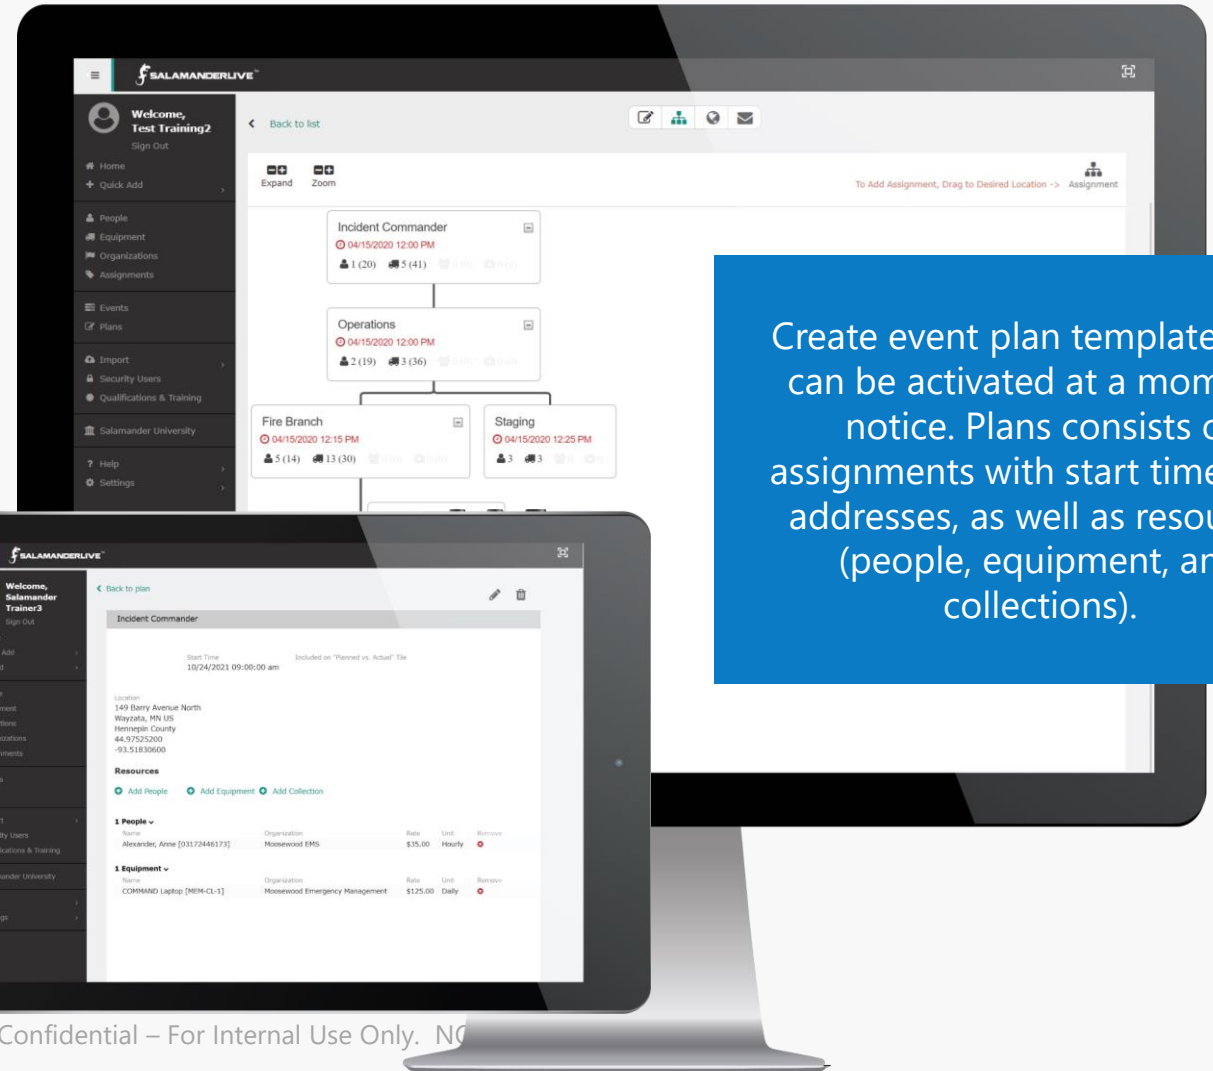 SALAMANDERLIVE™
Welcome,
Test Training2
Sign Out
Home
Quick Add
People
Equipment
Organizations
Assignments
Events
Plans
Import
Security Users
Qualifications & Training
Salamander University
Help
Settings
Back to list
Expand
Zoom
To Add Assignment, Drag to Desired Location -> Assignment
Incident Commander
04/15/2020 12:00 PM
1 (20) 5 (41)
Operations
04/15/2020 12:00 PM
2 (19) 3 (36)
Fire Branch
04/15/2020 12:15 PM
5 (14) 13 (30)
Staging
04/15/2020 12:25 PM
3 3
Create event plan template
can be activated at a mom
notice. Plans consists o
assignments with start time
addresses, as well as resou
(people, equipment, an
collections).
SALAMANDERLIVE™
Welcome,
Salamander
Trainer3
Sign Out
Add
Back to plan
Incident Commander
Start Time
10/24/2021 09:00:00 am
Included on "Planned vs. Actual" Tile
Location
149 Barry Avenue North
Wayzata, MN US
Hennepin County
44.97525200
-93.51830600
Resources
Add People Add Equipment Add Collection
1 People
Name Organization Rate Unit Remove
Alexander, Anne [03172446173] Moosewood EMS $35.00 Hourly
1 Equipment
Name Organization Rate Unit Remove
COMMAND Laptop [MEM-CL-1] Moosewood Emergency Management $125.00 Daily
Confidential – For Internal Use Only. NO